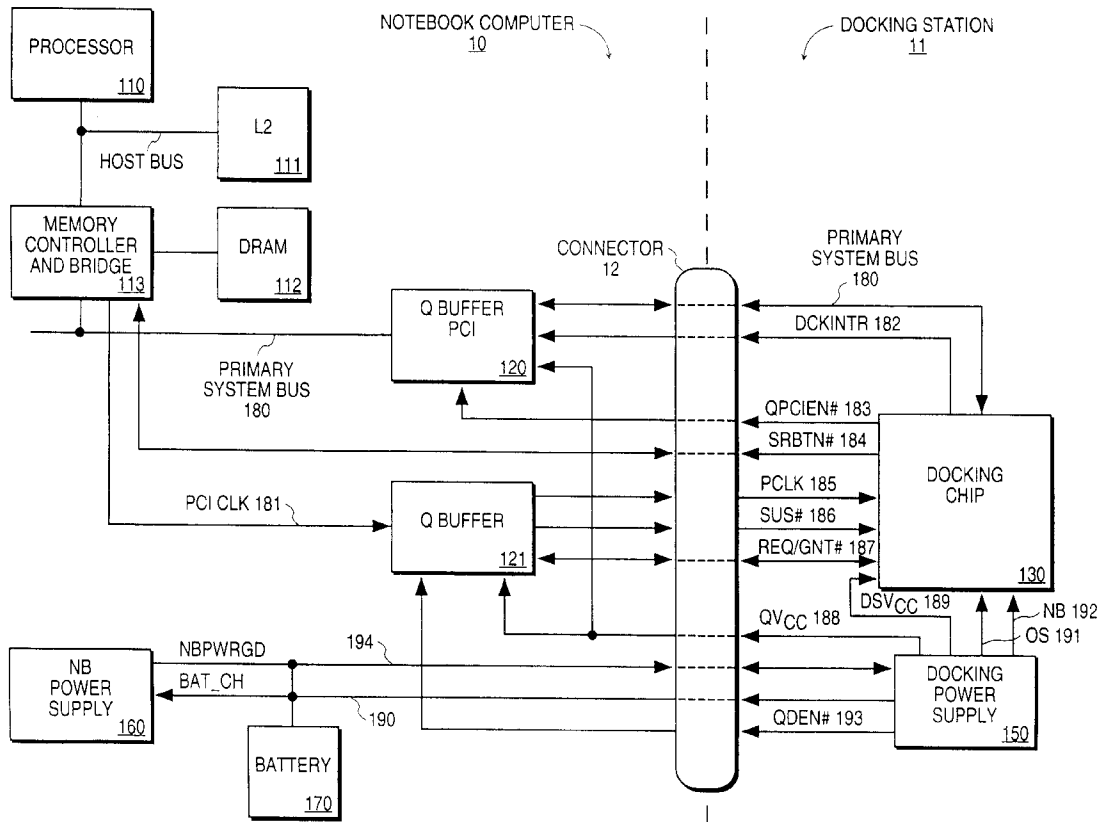 NOTEBOOK COMPUTER
10
DOCKING STATION
11
PROCESSOR
110
L2
111
HOST BUS
MEMORY
CONTROLLER
AND BRIDGE
113
DRAM
112
CONNECTOR
12
PRIMARY
SYSTEM BUS
180
Q BUFFER
PCI
120
DCKINTR 182
PRIMARY
SYSTEM BUS
180
QPCIEN# 183
SRBTN# 184
DOCKING
CHIP
130
PCI CLK 181
Q BUFFER
121
PCLK 185
SUS# 186
REQ/GNT# 187
DSVCC 189
NB 192
QVCC 188
OS 191
NB
POWER
SUPPLY
160
NBPWRGD
194
BAT_CH
190
DOCKING
POWER
SUPPLY
150
QDEN# 193
BATTERY
170